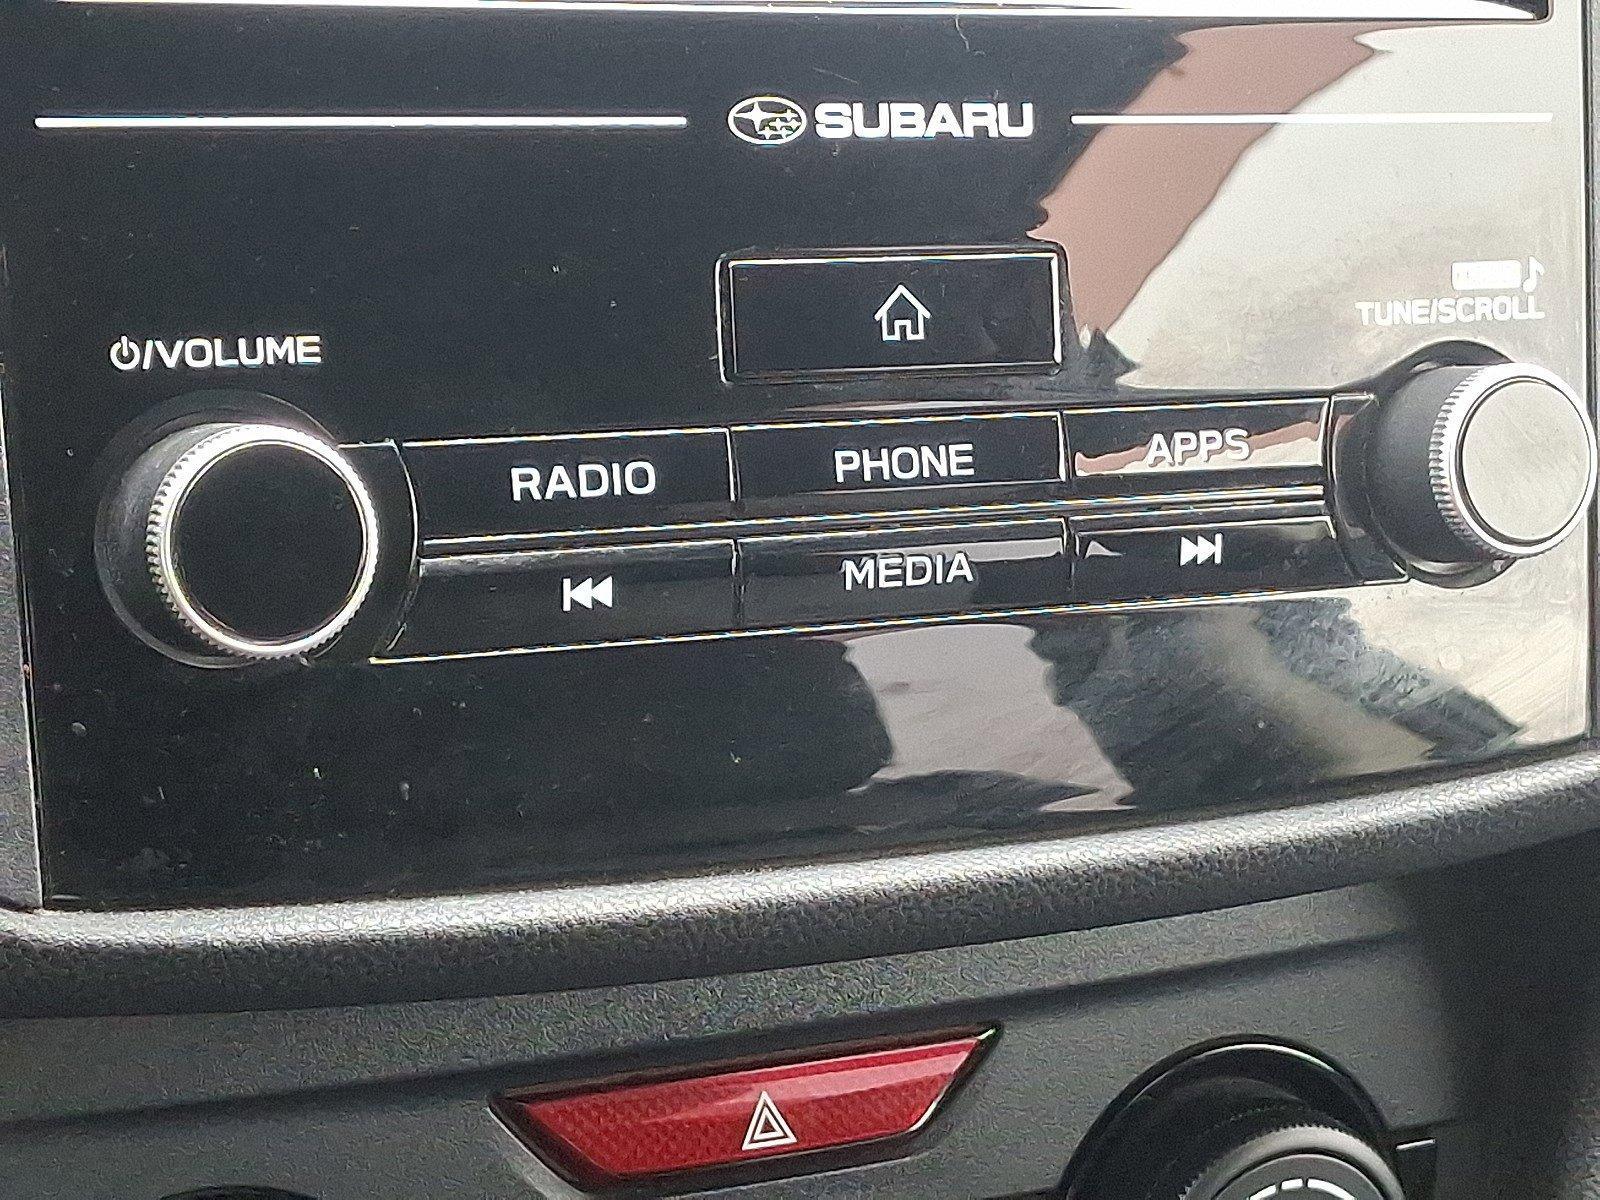 SUBARU
TUNE/SCROLL
/VOLUME
RADIO
PHONE
APPS
MEDIA